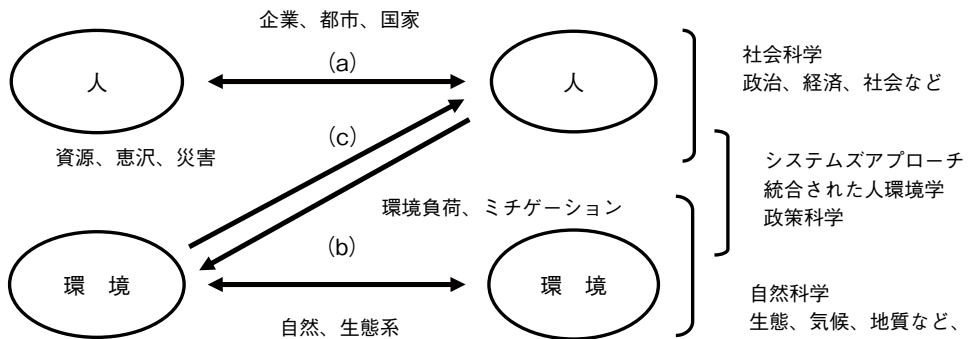 企業、都市、国家
(a)
人
人
社会科学
政治、経済、社会など
資源、恵沢、災害
(c)
システムズアプローチ
統合された人環境学
政策科学
環境負荷、ミチゲーション
(b)
環 境
環 境
自然、生態系
自然科学
生態、気候、地質など、